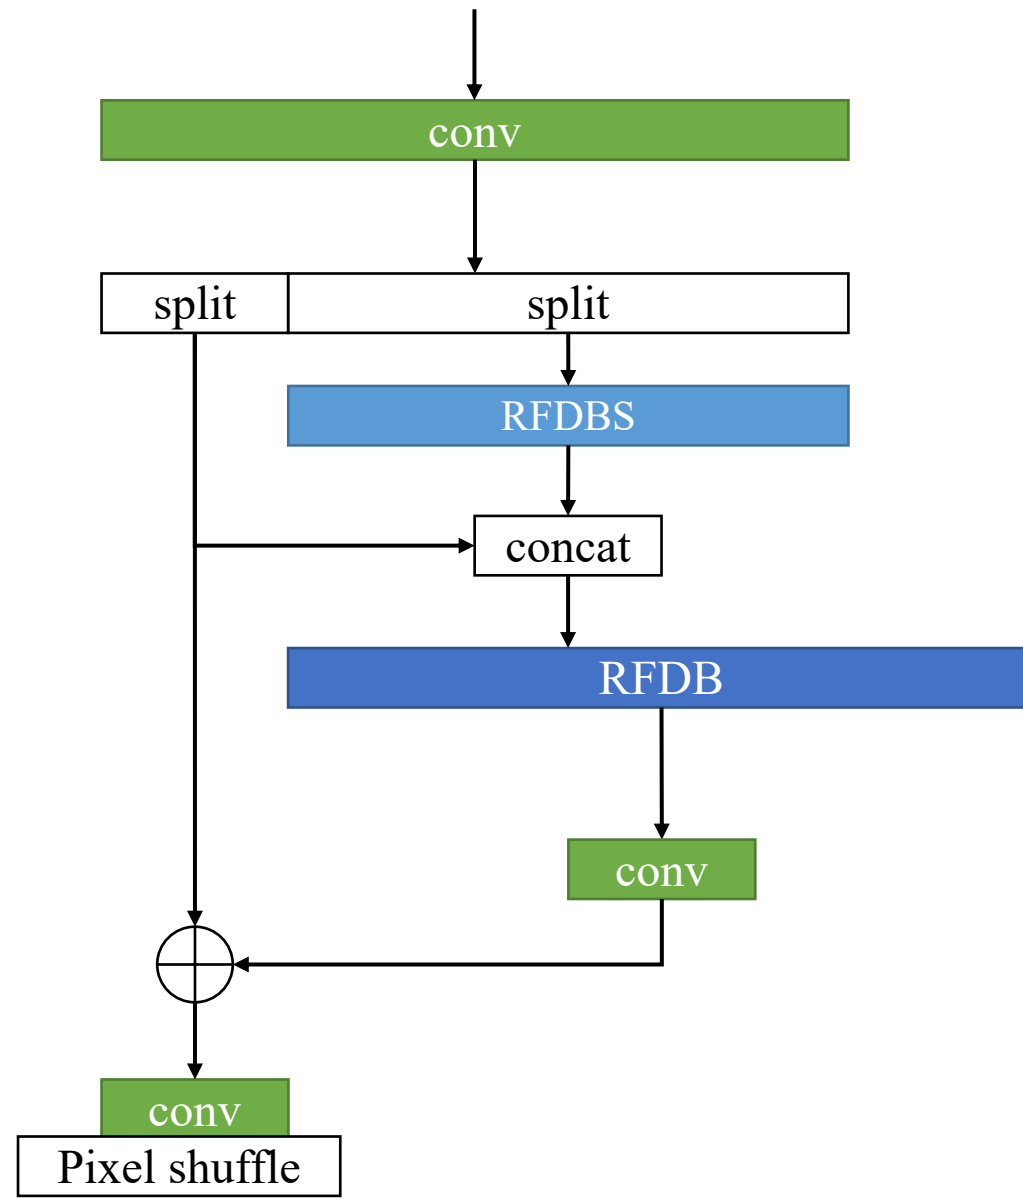 conv
split split
RFDBS
concat
RFDB
conv
conv
Pixel shuffle